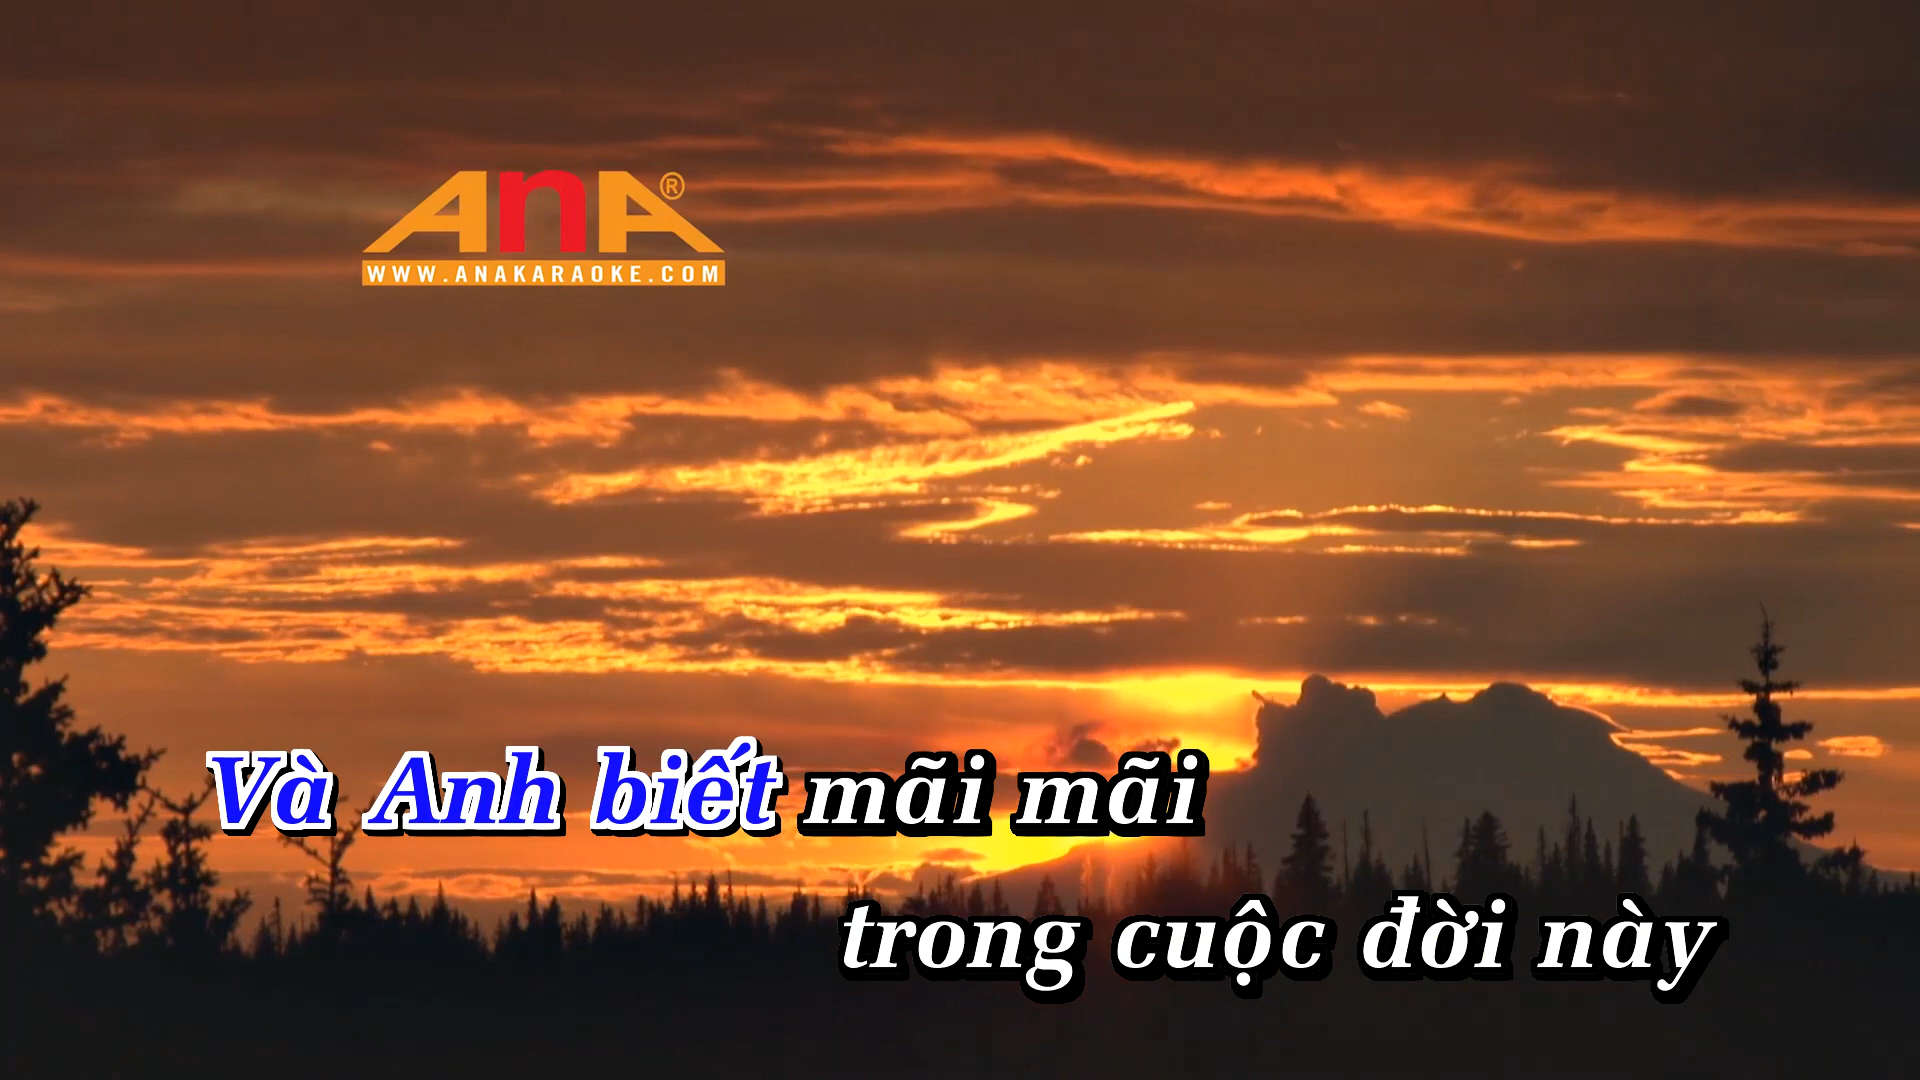 AnA®
WWW.ANAKARAOKE.COM
Và Anh biết mãi mãi
trong cuộc đời này